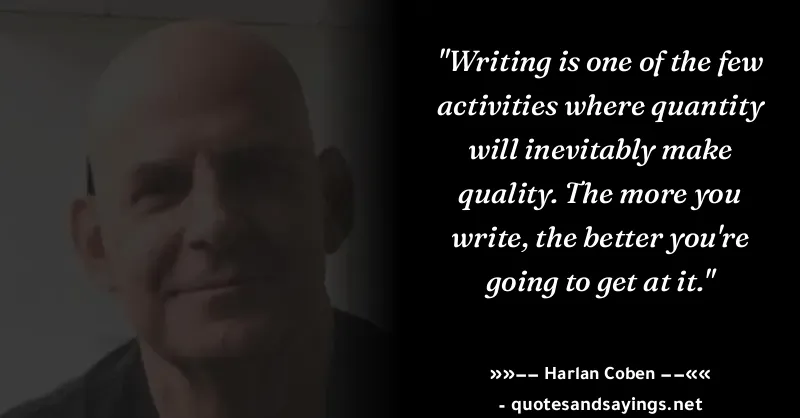 "Writing is one of the few
activities where quantity
will inevitably make
quality. The more you
write, the better you're
going to get at it."
»»–– Harlan Coben ––««
- quotesandsayings.net